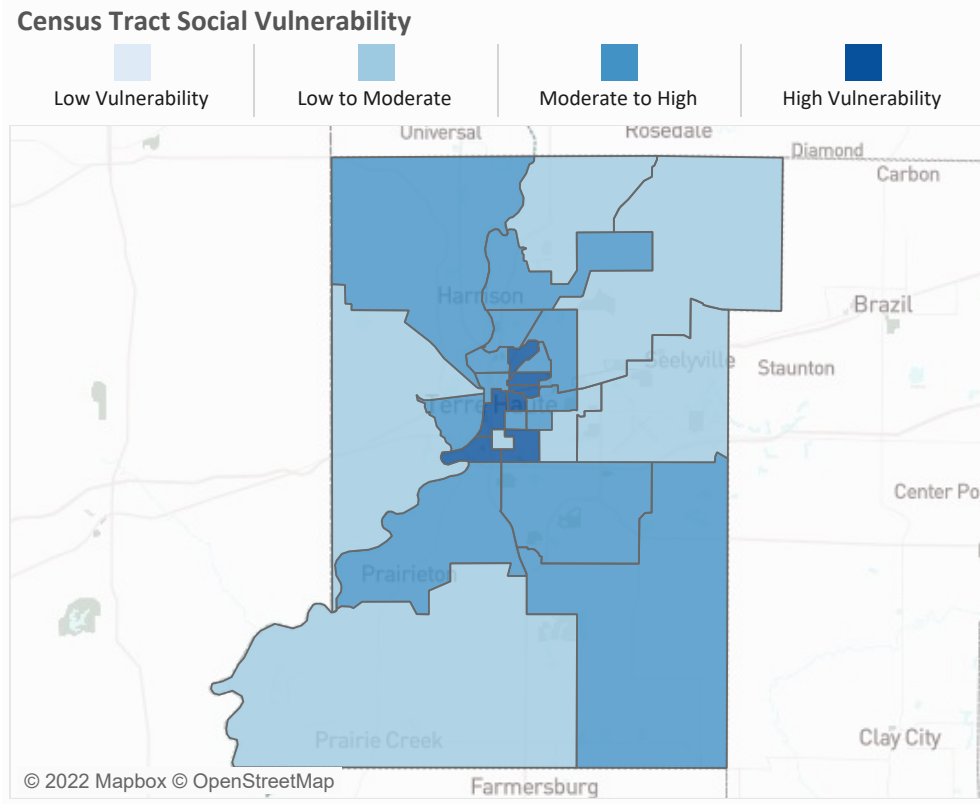 Census Tract Social Vulnerability
Low Vulnerability
Low to Moderate
Moderate to High
High Vulnerability
Universal
Rosedale
Diamond
Carbon
Harrison
Brazil
Seelyville
Staunton
Terre Haute
Center Po
Prairieton
Prairie Creek
Clay City
© 2022 Mapbox © OpenStreetMap
Farmersburg